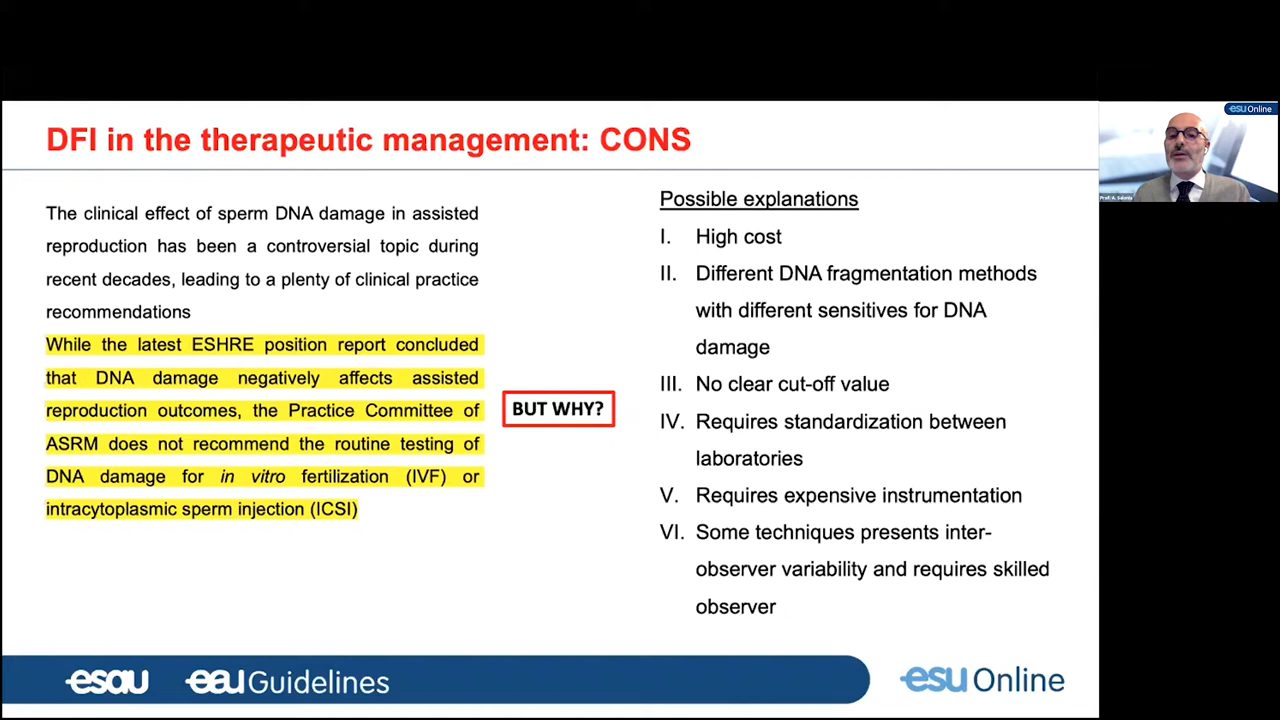 esu Online
DFI in the therapeutic management: CONS
Prof. A. Salonia
The clinical effect of sperm DNA damage in assisted
reproduction has been a controversial topic during
recent decades, leading to a plenty of clinical practice
recommendations
While the latest ESHRE position report concluded
that DNA damage negatively affects assisted
reproduction outcomes, the Practice Committee of
ASRM does not recommend the routine testing of
DNA damage for in vitro fertilization (IVF) or
intracytoplasmic sperm injection (ICSI)
BUT WHY?
Possible explanations
I. High cost
II. Different DNA fragmentation methods
with different sensitives for DNA
damage
III. No clear cut-off value
IV. Requires standardization between
laboratories
V. Requires expensive instrumentation
VI. Some techniques presents inter-
observer variability and requires skilled
observer
esau
eau Guidelines
esu Online